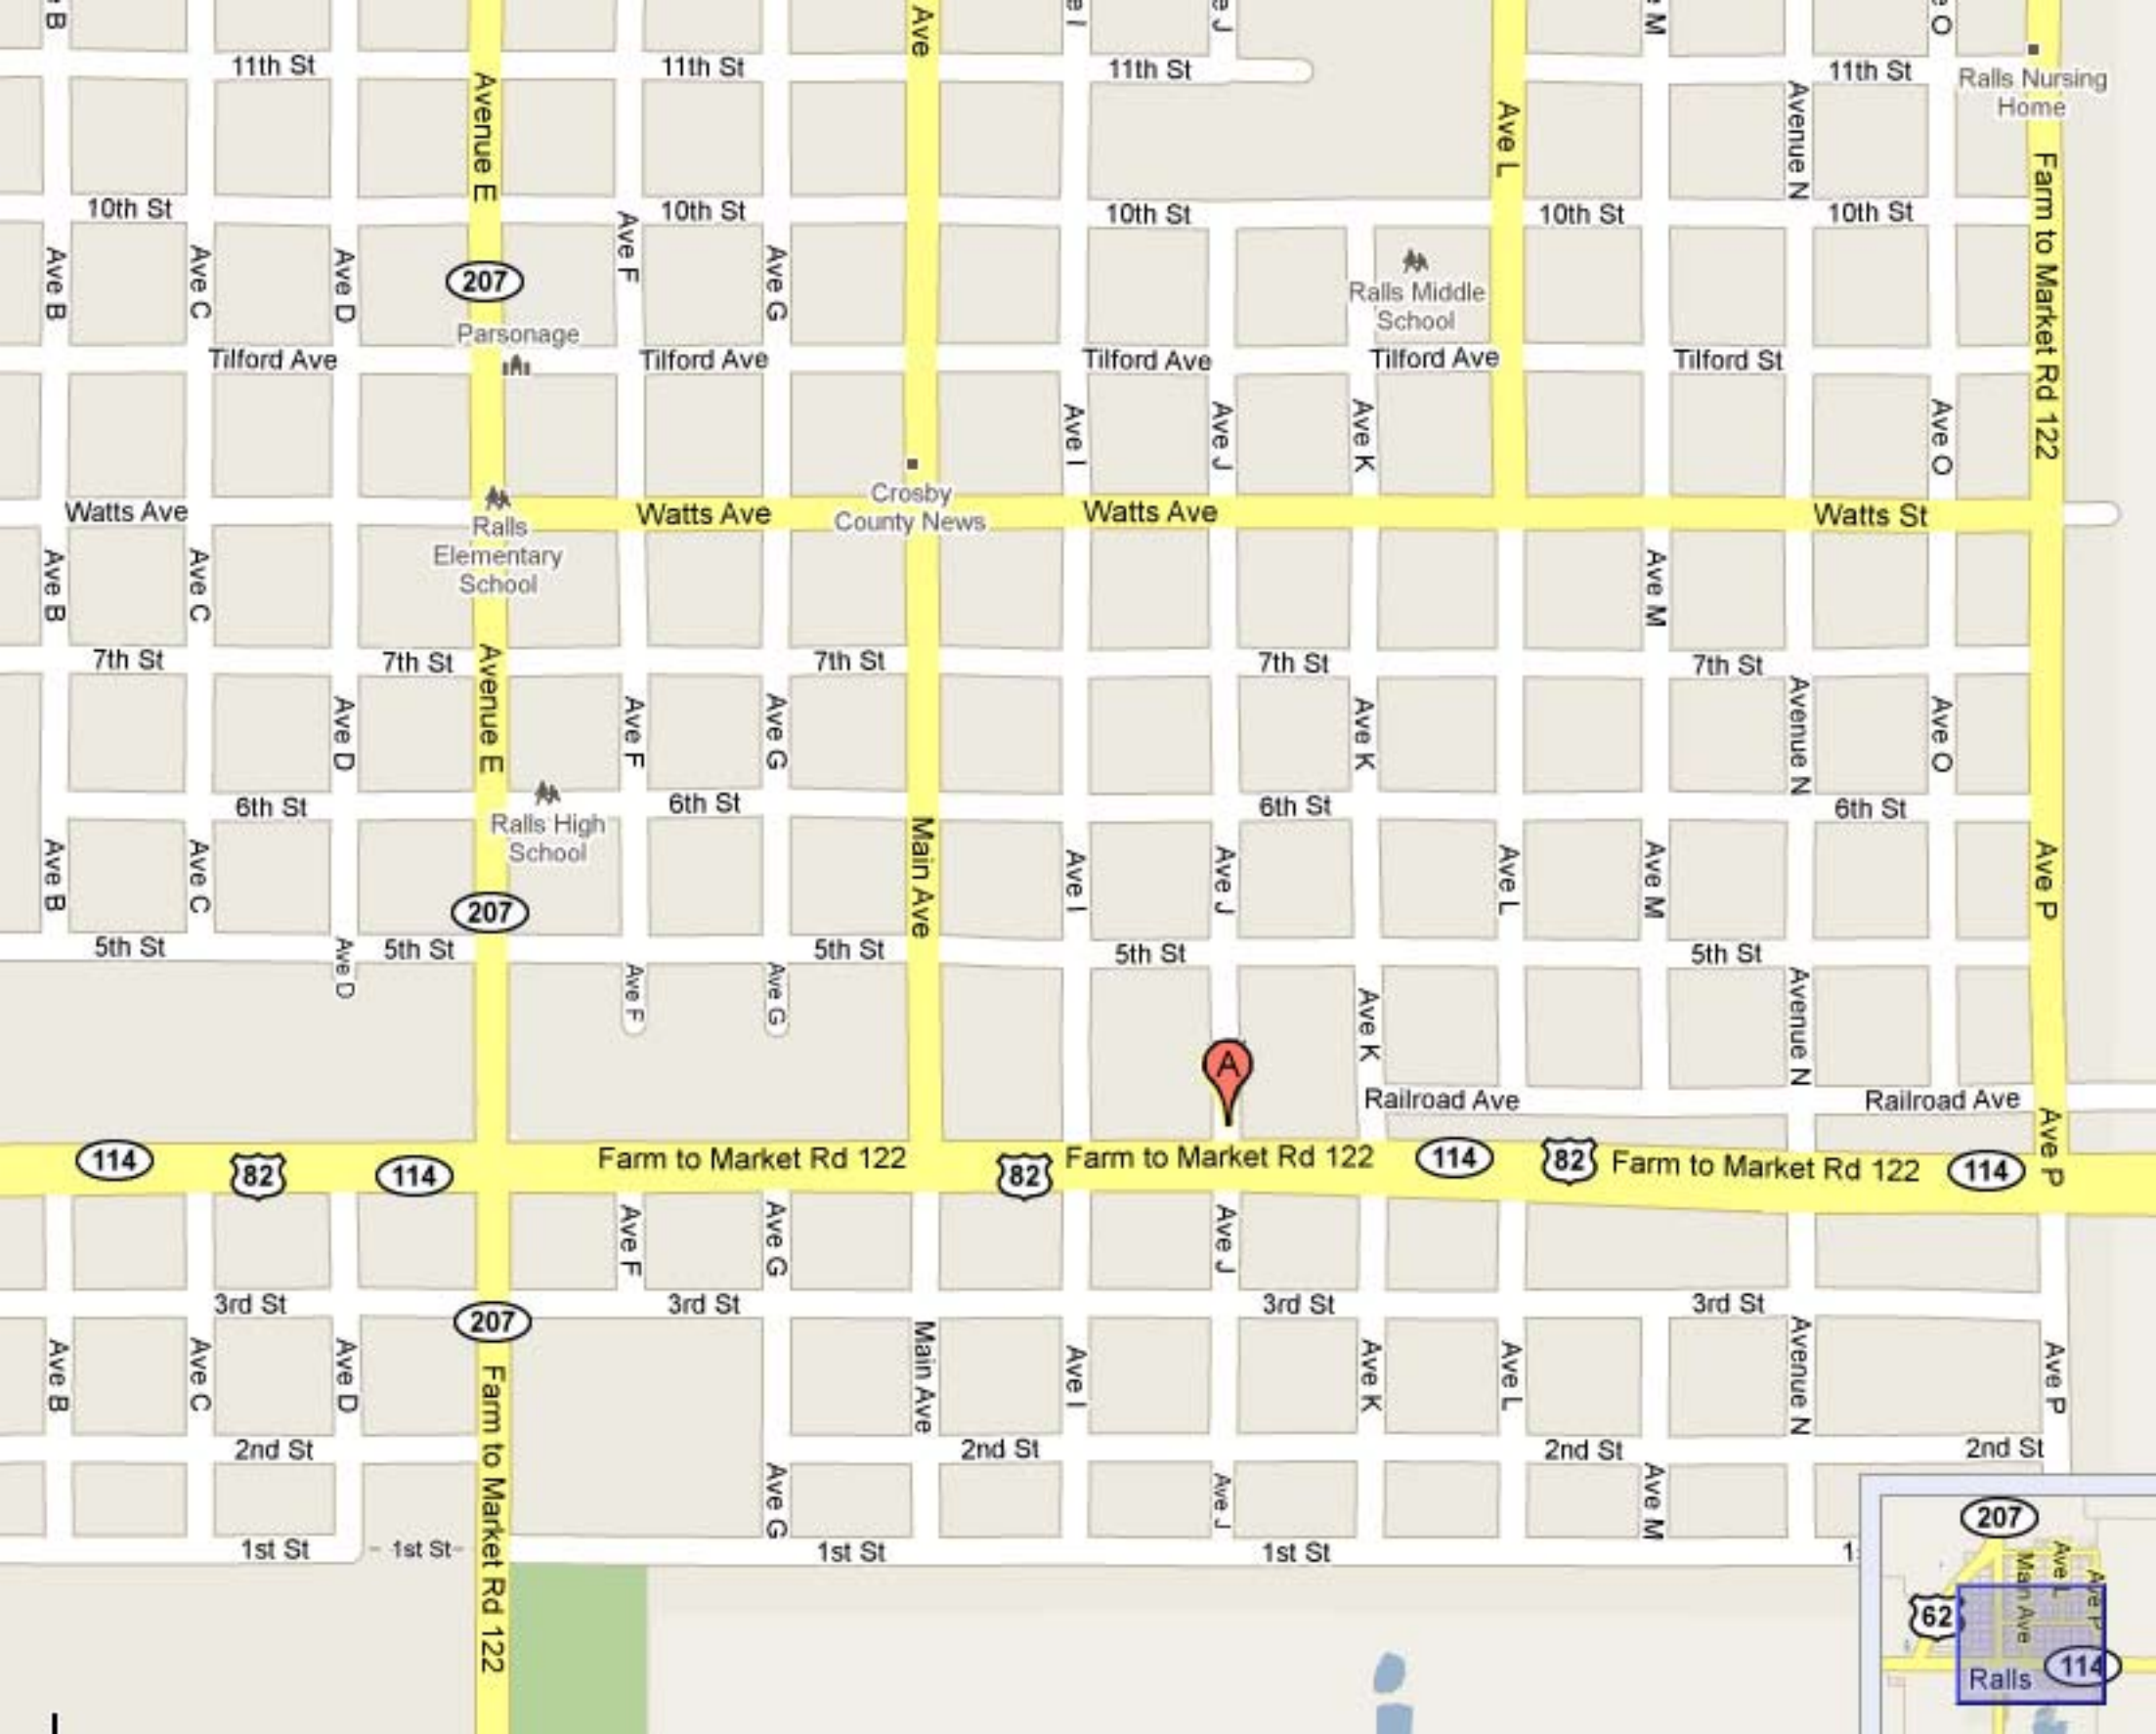 B
Ave
e I
e J
e M
e O
11th St
11th St
11th St
11th St
Ralls Nursing
Home
Avenue E
Ave L
Avenue N
Farm to Market Rd 122
10th St
10th St
10th St
10th St
10th St
Ave B
Ave C
Ave D
207
Ave F
Ave G
Ralls Middle
School
Parsonage
Tilford Ave
Tilford Ave
Tilford Ave
Tilford Ave
Tilford St
Ave I
Ave J
Ave K
Ave O
Crosby
County News
Watts Ave
Watts Ave
Watts Ave
Watts St
Ralls
Elementary
School
Ave B
Ave C
Ave M
7th St
7th St
7th St
7th St
7th St
Avenue E
Ave D
Ave F
Ave G
Ave K
Avenue N
Ave O
6th St
6th St
6th St
6th St
Ralls High
School
Main Ave
Ave B
Ave C
Ave I
Ave J
Ave L
Ave M
Ave P
207
5th St
5th St
5th St
5th St
5th St
Ave D
Ave F
Ave G
Ave K
Avenue N
A
Railroad Ave
Railroad Ave
Ave P
114
82
114
Farm to Market Rd 122
82
Farm to Market Rd 122
114
82
Farm to Market Rd 122
114
Ave F
Ave G
Ave J
3rd St
207
3rd St
3rd St
3rd St
Ave B
Ave C
Ave D
Farm to Market Rd 122
Main Ave
Ave I
Ave K
Ave L
Avenue N
Ave P
2nd St
2nd St
2nd St
2nd St
Ave G
Ave J
Ave M
1st St
1st St
1st St
1st St
1
207
Ave L
Main Ave
Ave P
62
Ralls
114